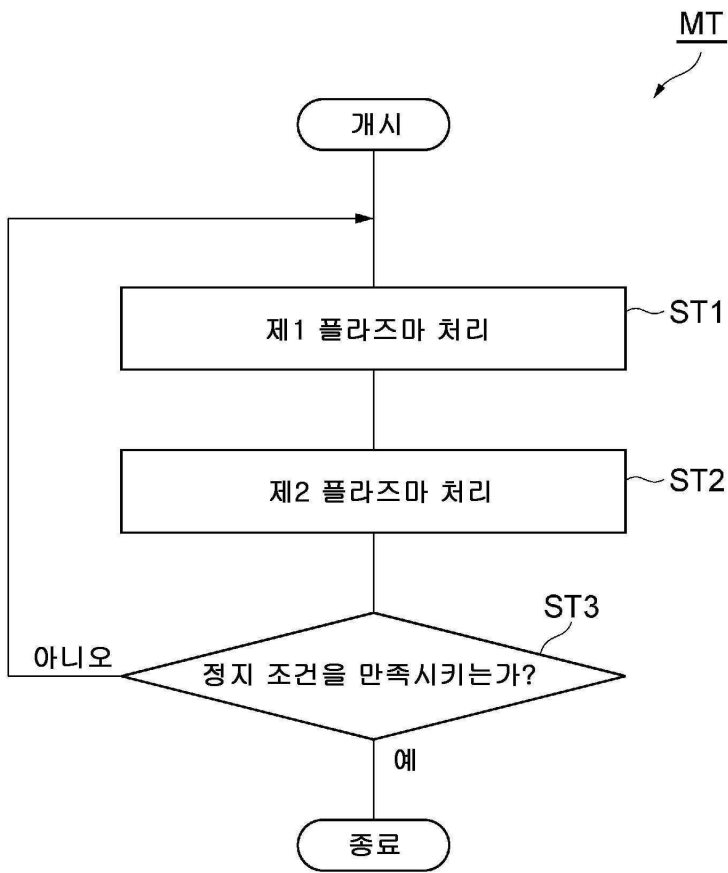 MT
개시
제1 플라즈마 처리
ST1
제2 플라즈마 처리
ST2
ST3
아니오
정지 조건을 만족시키는가?
예
종료